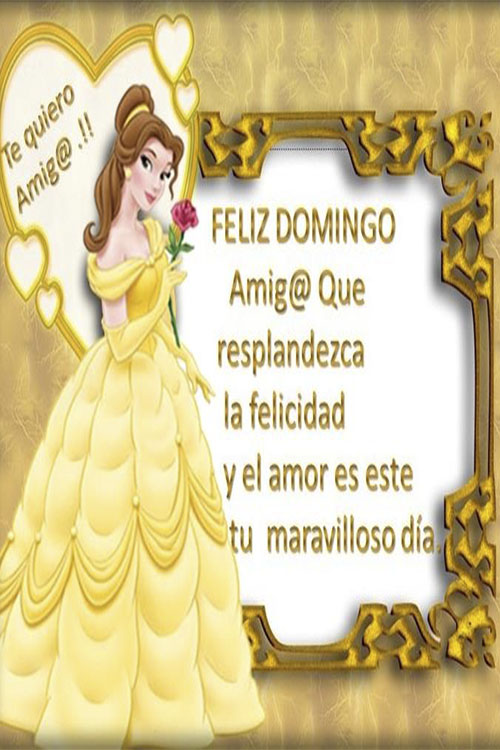 Te quiero
Amig@ .!!
FELIZ DOMINGO
Amig@ Que
resplandezca
la felicidad
y el amor es este
tu maravilloso día.